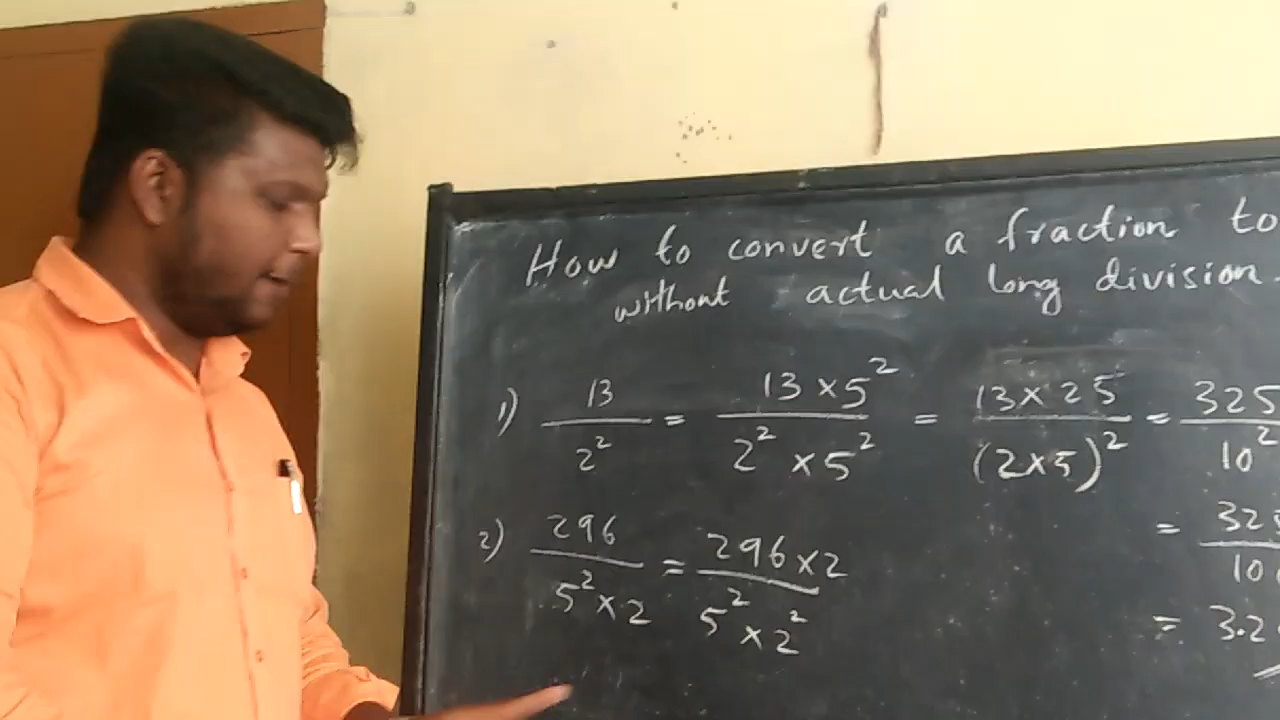 How to convert a fraction to
without actual long division.
1) 13/2² = 13×5²/2²×5² = 13×25/(2×5)² = 325/10²
2) 296/5²×2 = 296×2/5²×2²
= 32
10
= 3.2